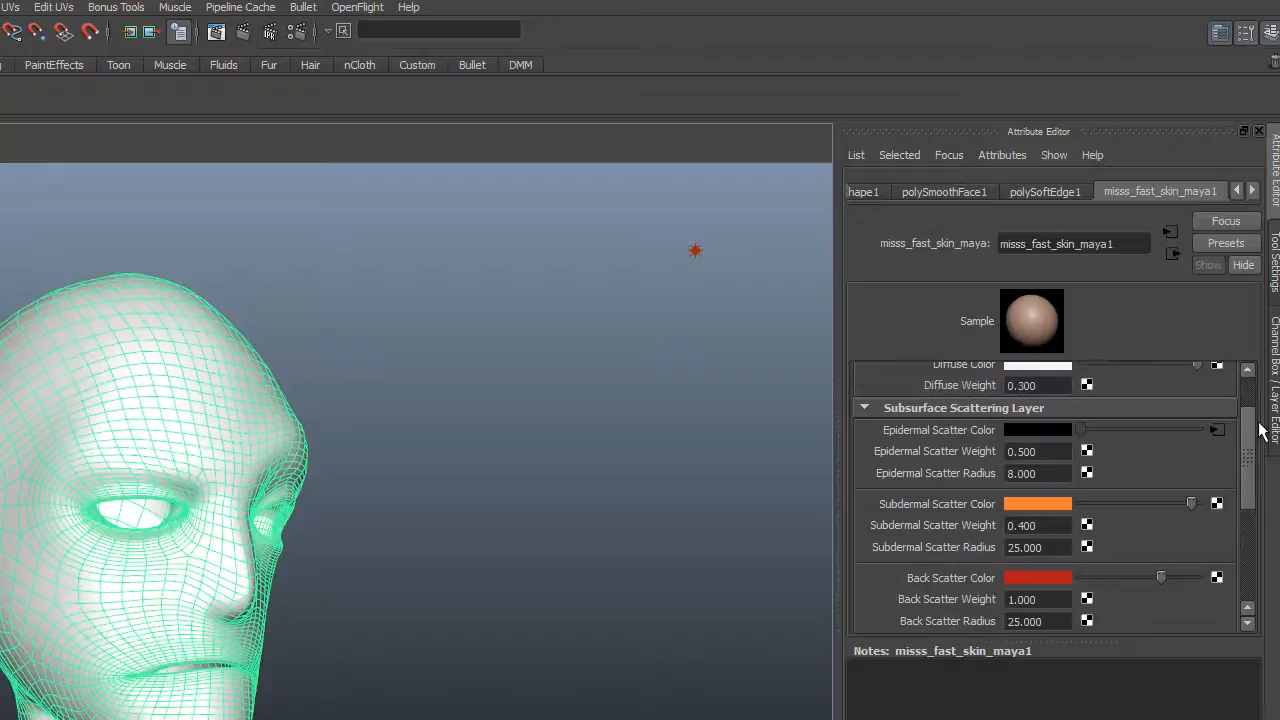 UVs Edit UVs Bonus Tools Muscle Pipeline Cache Bullet OpenFlight Help
PaintEffects Toon Muscle Fluids Fur Hair nCloth Custom Bullet DMM
Attribute Editor
List Selected Focus Attributes Show Help
hape1 polySmoothFace1 polySoftEdge1 misss_fast_skin_maya1
Focus
misss_fast_skin_maya: misss_fast_skin_maya1
Presets
Show Hide
Sample
Diffuse Color
Diffuse Weight 0.300
Subsurface Scattering Layer
Epidermal Scatter Color
Epidermal Scatter Weight 0.500
Epidermal Scatter Radius 8.000
Subdermal Scatter Color
Subdermal Scatter Weight 0.400
Subdermal Scatter Radius 25.000
Back Scatter Color
Back Scatter Weight 1.000
Back Scatter Radius 25.000
Notes: misss_fast_skin_maya1
Attribute Editor
Tool Settings
Channel Box / Layer Editor